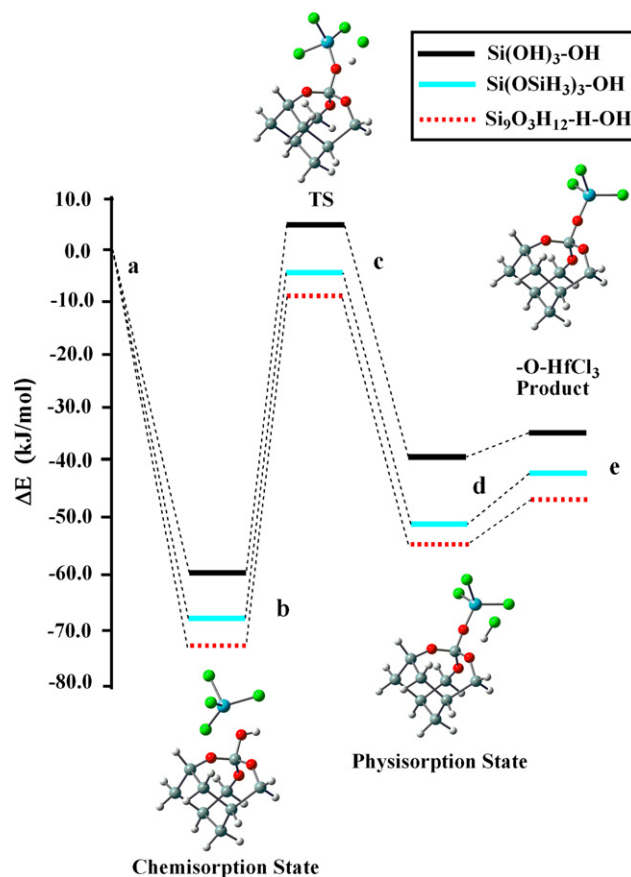 Si(OH)₃-OH
Si(OSiH₃)₃-OH
Si₉O₃H₁₂-H-OH
TS
10.0
0.0
-10.0
-20.0
-30.0
-40.0
-50.0
-60.0
-70.0
-80.0
ΔE (kJ/mol)
a
b
c
d
e
-O-HfCl₃
Product
Physisorption State
Chemisorption State